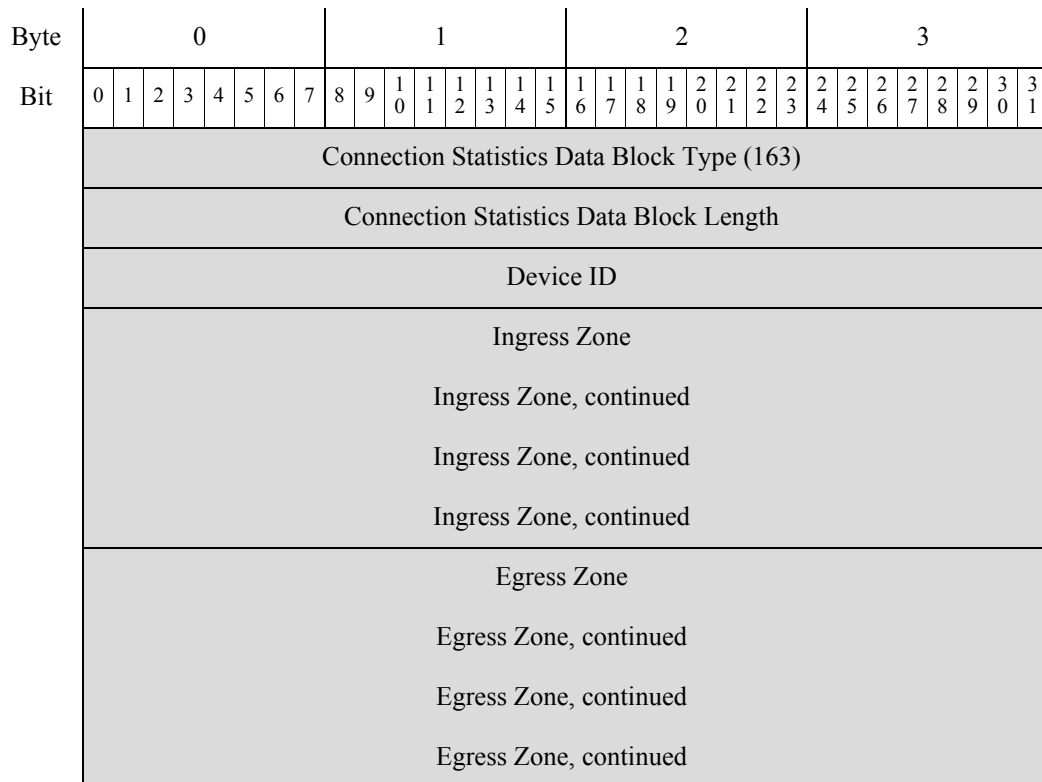 Byte 0 1 2 3
Bit 0 1 2 3 4 5 6 7 8 9 10 11 12 13 14 15 16 17 18 19 20 21 22 23 24 25 26 27 28 29 30 31
Connection Statistics Data Block Type (163)
Connection Statistics Data Block Length
Device ID
Ingress Zone
Ingress Zone, continued
Ingress Zone, continued
Ingress Zone, continued
Egress Zone
Egress Zone, continued
Egress Zone, continued
Egress Zone, continued